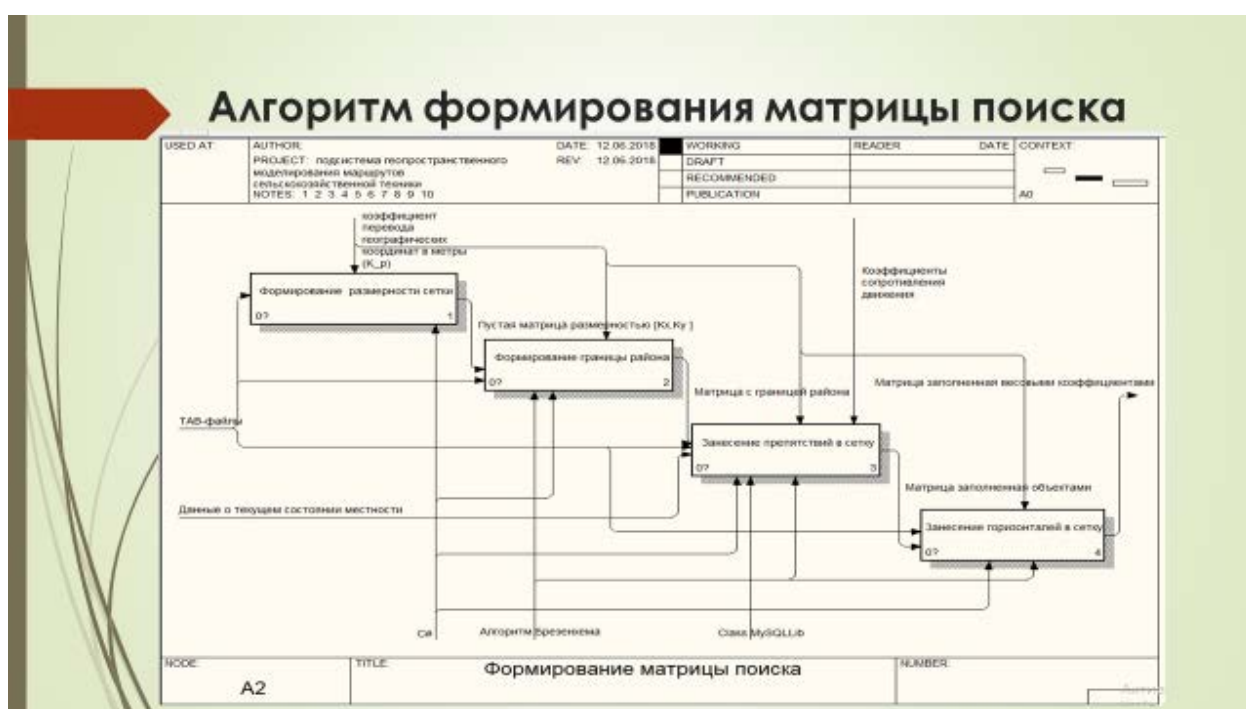 Алгоритм формирования матрицы поиска
USED AT:
AUTHOR:
DATE: 12.06.2018
WORKING
READER
DATE
CONTEXT:
PROJECT: подсистема геопространственного
REV: 12.06.2018
DRAFT
моделирования маршрутов
RECOMMENDED
сельскохозяйственной техники
NOTES: 1 2 3 4 5 6 7 8 9 10
PUBLICATION
A0
коэффициент
перевода
географических
координат в метры
(K_p)
Коэффициенты
сопротивления
движения
Формирование размерности сетки
0? 1
Пустая матрица размерностью [Kx,Ky ]
Формирование границы района
0? 2
Матрица с границей района
Матрица заполненная весовыми коэффициентами
TAB-файлы
Занесение препятствий в сетку
0? 3
Матрица заполненная объектами
Данные о текущем состоянии местности
Занесение горизонталей в сетку
0? 4
C#
Алгоритм Брезенхема
Class MySQLLib
NODE:
TITLE:
Формирование матрицы поиска
NUMBER:
A2